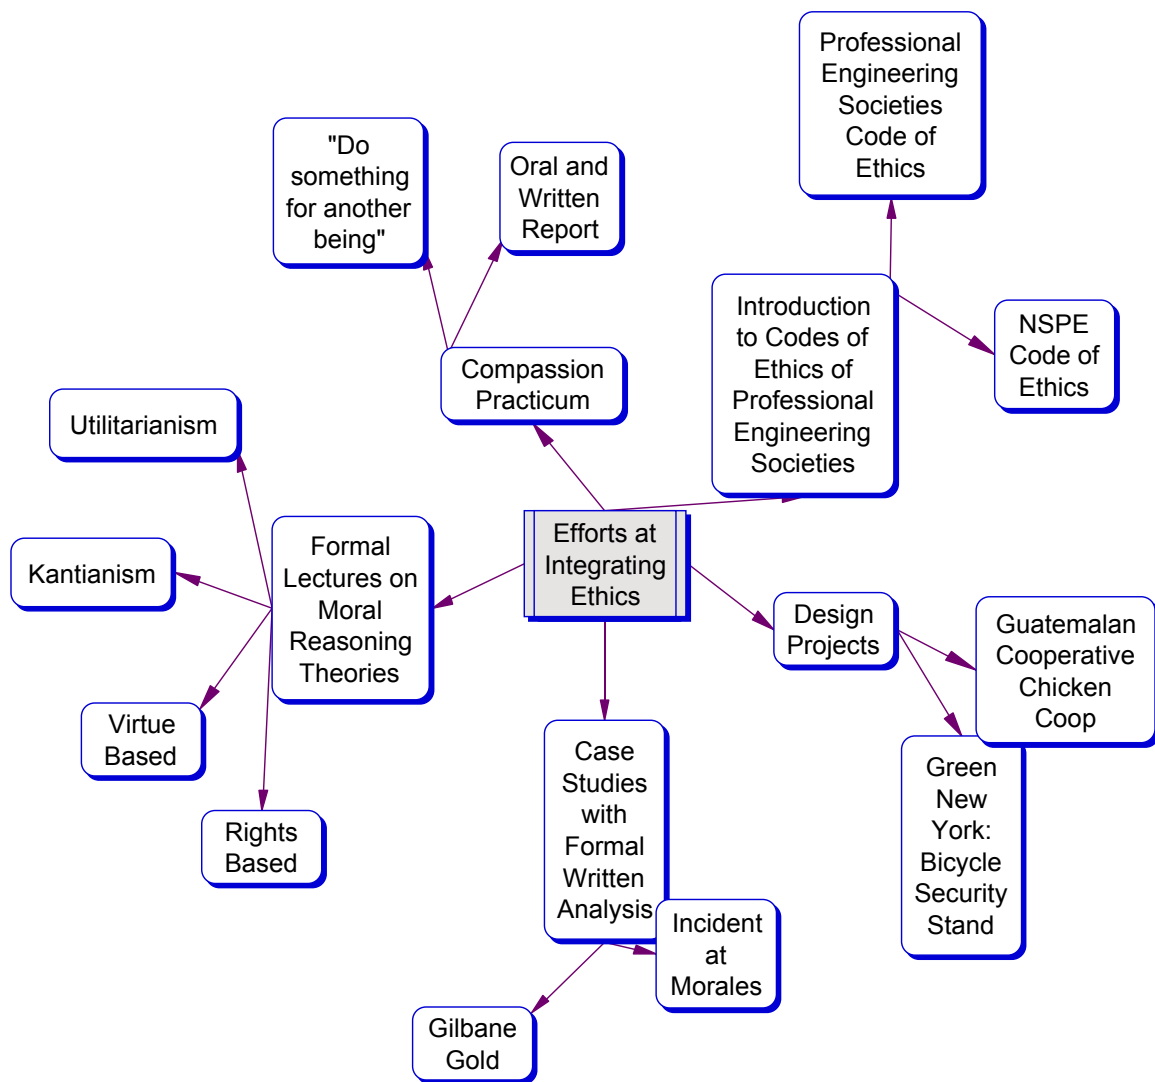 Professional
Engineering
Societies
Code of
Ethics
"Do
something
for another
being"
Oral and
Written
Report
Introduction
to Codes of
Ethics of
Professional
Engineering
Societies
NSPE
Code of
Ethics
Compassion
Practicum
Utilitarianism
Formal
Lectures on
Moral
Reasoning
Theories
Efforts at
Integrating
Ethics
Kantianism
Design
Projects
Guatemalan
Cooperative
Chicken
Coop
Virtue
Based
Case
Studies
with
Formal
Written
Analysis
Green
New
York:
Bicycle
Security
Stand
Rights
Based
Incident
at
Morales
Gilbane
Gold